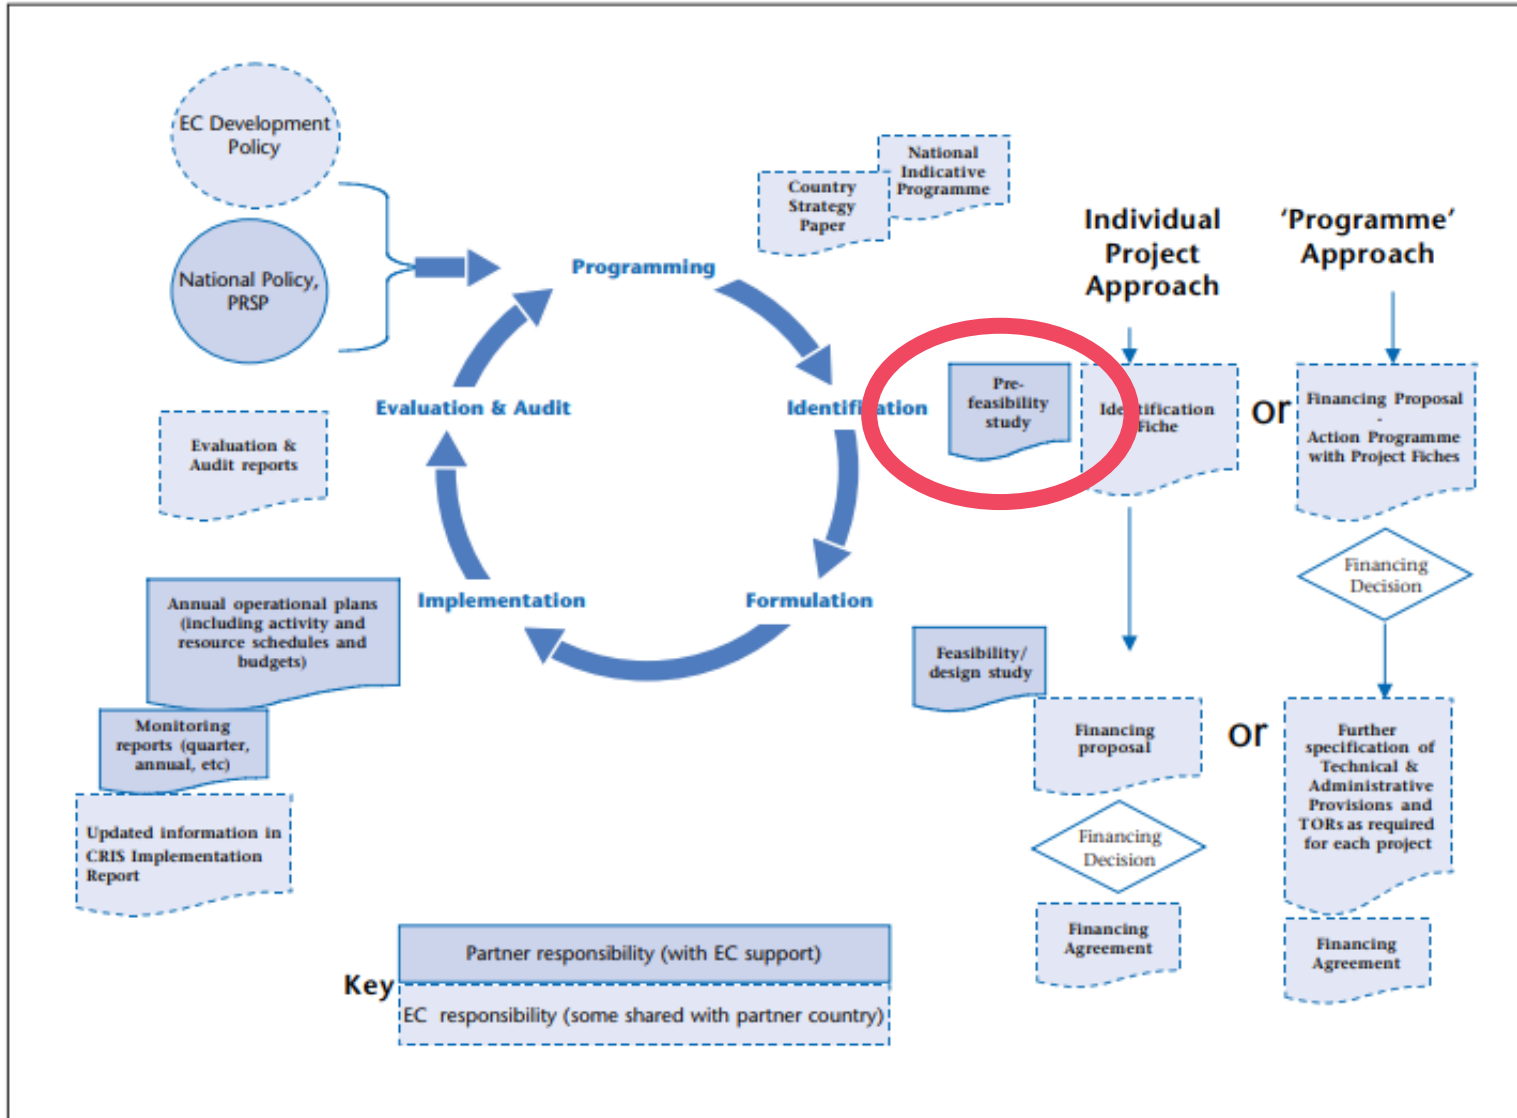 EC Development
Policy
National Policy,
PRSP
Programming
Country
Strategy
Paper
National
Indicative
Programme
Individual
Project
Approach
'Programme'
Approach
Evaluation & Audit
Identification
Pre-
feasibility
study
Identification
Fiche
or
Financing Proposal
-
Action Programme
with Project Fiches
Evaluation &
Audit reports
Financing
Decision
Implementation
Formulation
Annual operational plans
(including activity and
resource schedules and
budgets)
Feasibility/
design study
Monitoring
reports (quarter,
annual, etc)
Financing
proposal
or
Further
specification of
Technical &
Administrative
Provisions and
TORs as required
for each project
Updated information in
CRIS Implementation
Report
Financing
Decision
Financing
Agreement
Financing
Agreement
Key
Partner responsibility (with EC support)
EC responsibility (some shared with partner country)